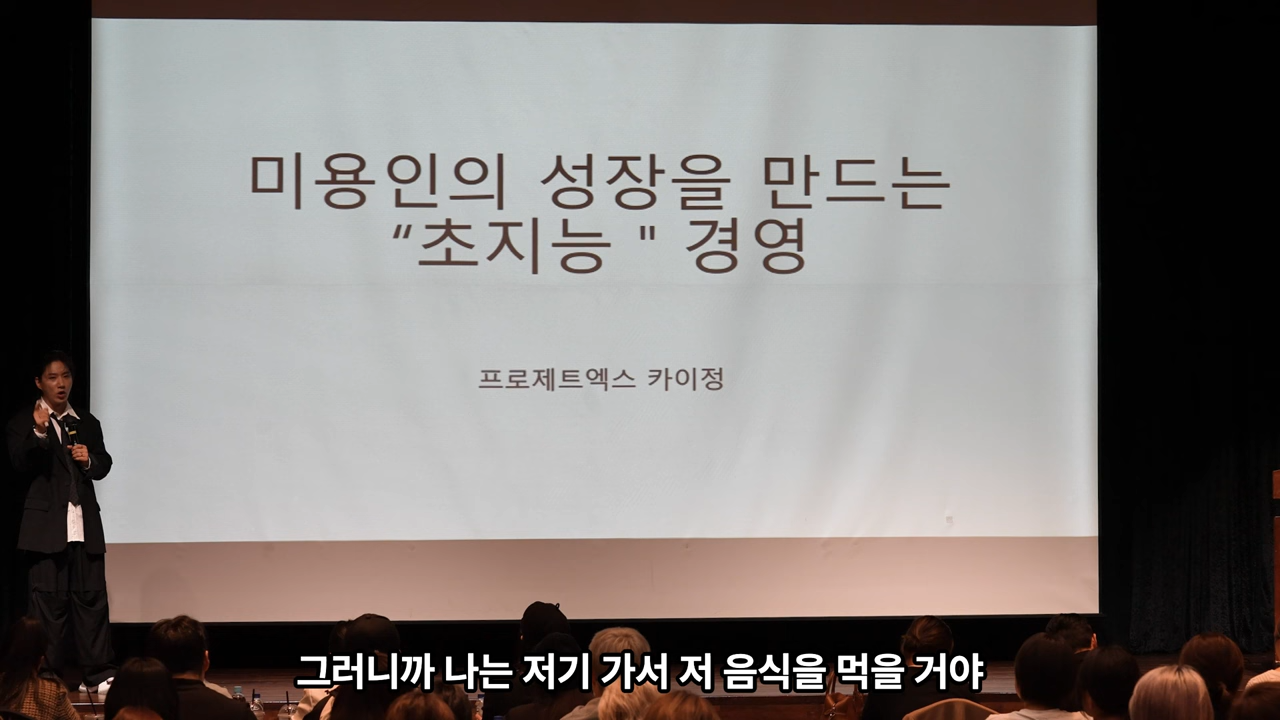 미용인의 성장을 만드는
“초지능 " 경영
프로제트엑스 카이정
그러니까 나는 저기 가서 저 음식을 먹을 거야